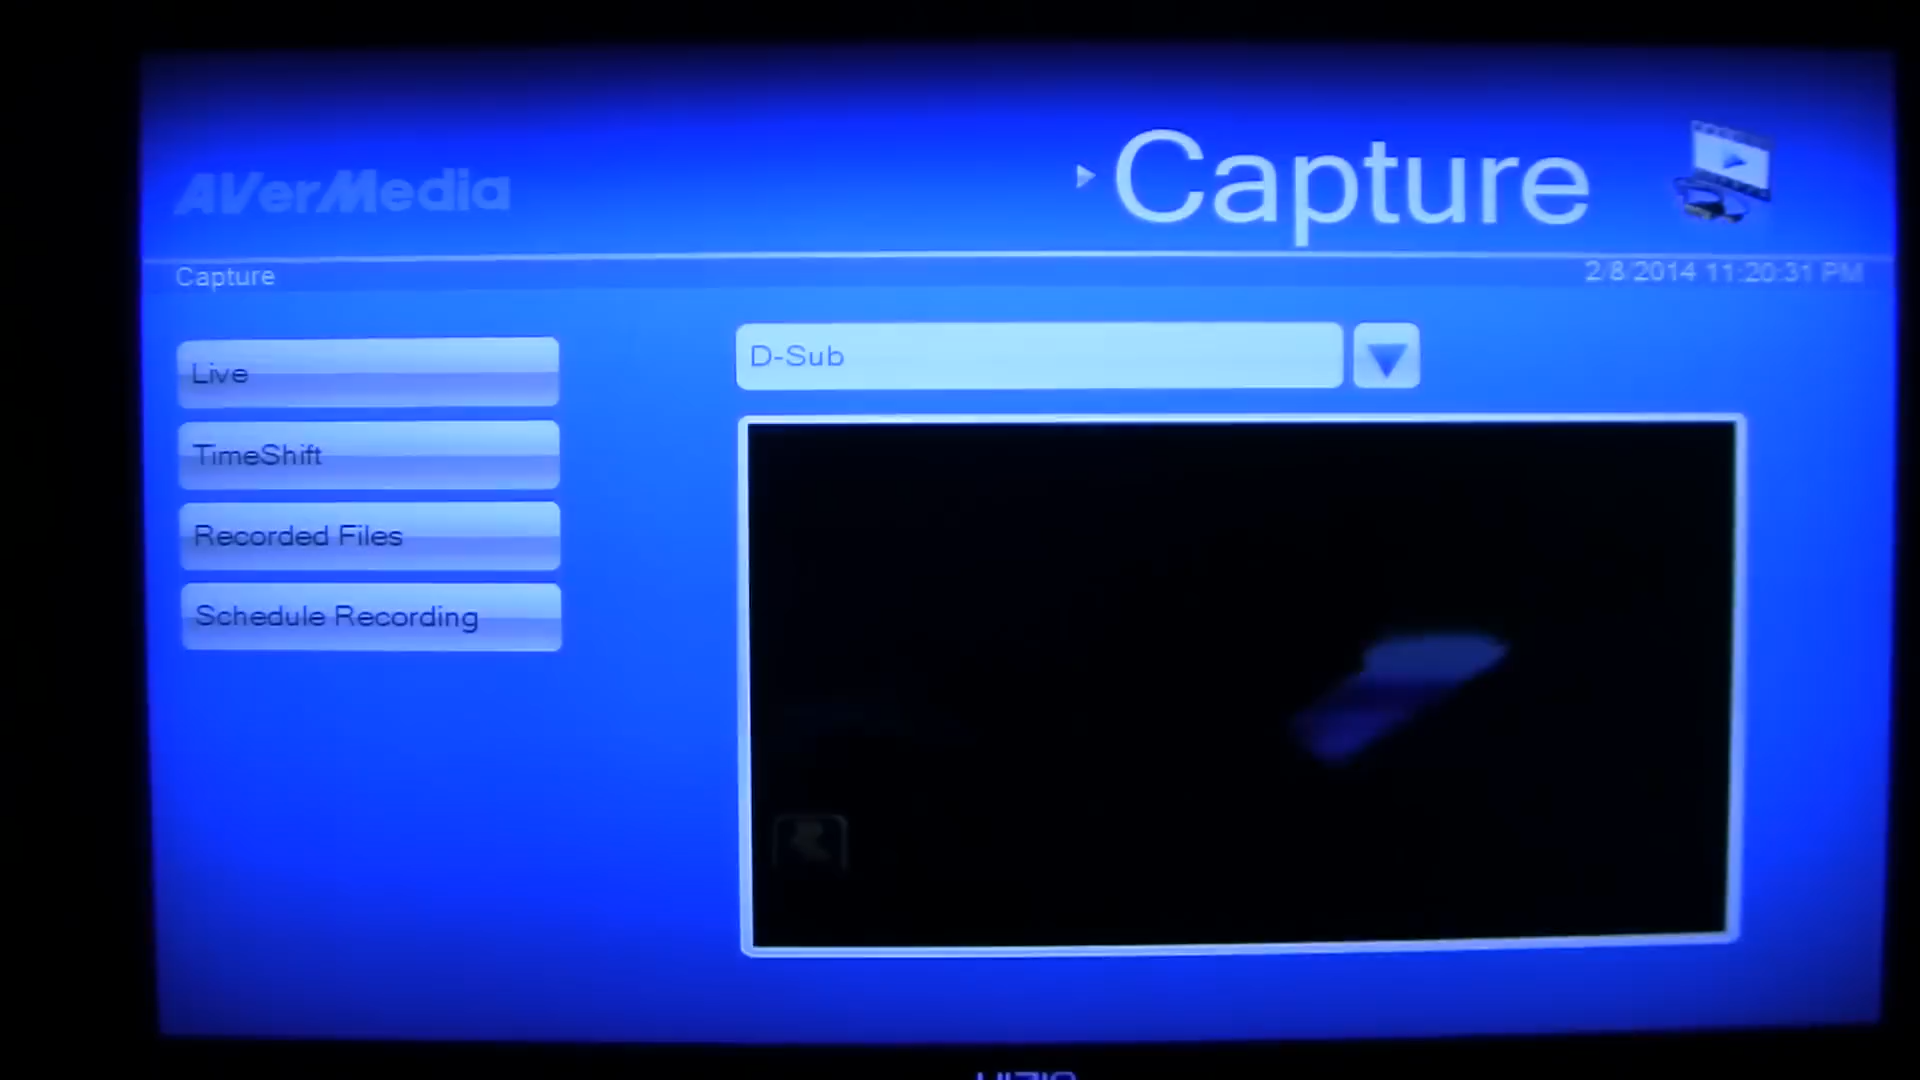 AVerMedia
Capture
Capture
2/8/2014 11:20:31 PM
Live
D-Sub
TimeShift
Recorded Files
Schedule Recording